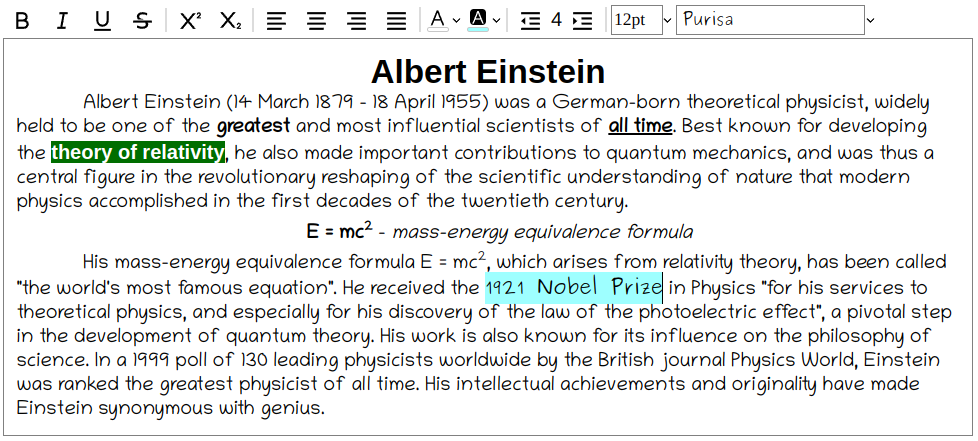 B I U S X² X₂ A A 4 12pt Purisa
Albert Einstein
Albert Einstein (14 March 1879 - 18 April 1955) was a German-born theoretical physicist, widely
held to be one of the greatest and most influential scientists of all time. Best known for developing
the theory of relativity, he also made important contributions to quantum mechanics, and was thus a
central figure in the revolutionary reshaping of the scientific understanding of nature that modern
physics accomplished in the first decades of the twentieth century.
E = mc² - mass-energy equivalence formula
His mass-energy equivalence formula E = mc², which arises from relativity theory, has been called
"the world's most famous equation". He received the 1921 Nobel Prize in Physics "for his services to
theoretical physics, and especially for his discovery of the law of the photoelectric effect", a pivotal step
in the development of quantum theory. His work is also known for its influence on the philosophy of
science. In a 1999 poll of 130 leading physicists worldwide by the British journal Physics World, Einstein
was ranked the greatest physicist of all time. His intellectual achievements and originality have made
Einstein synonymous with genius.